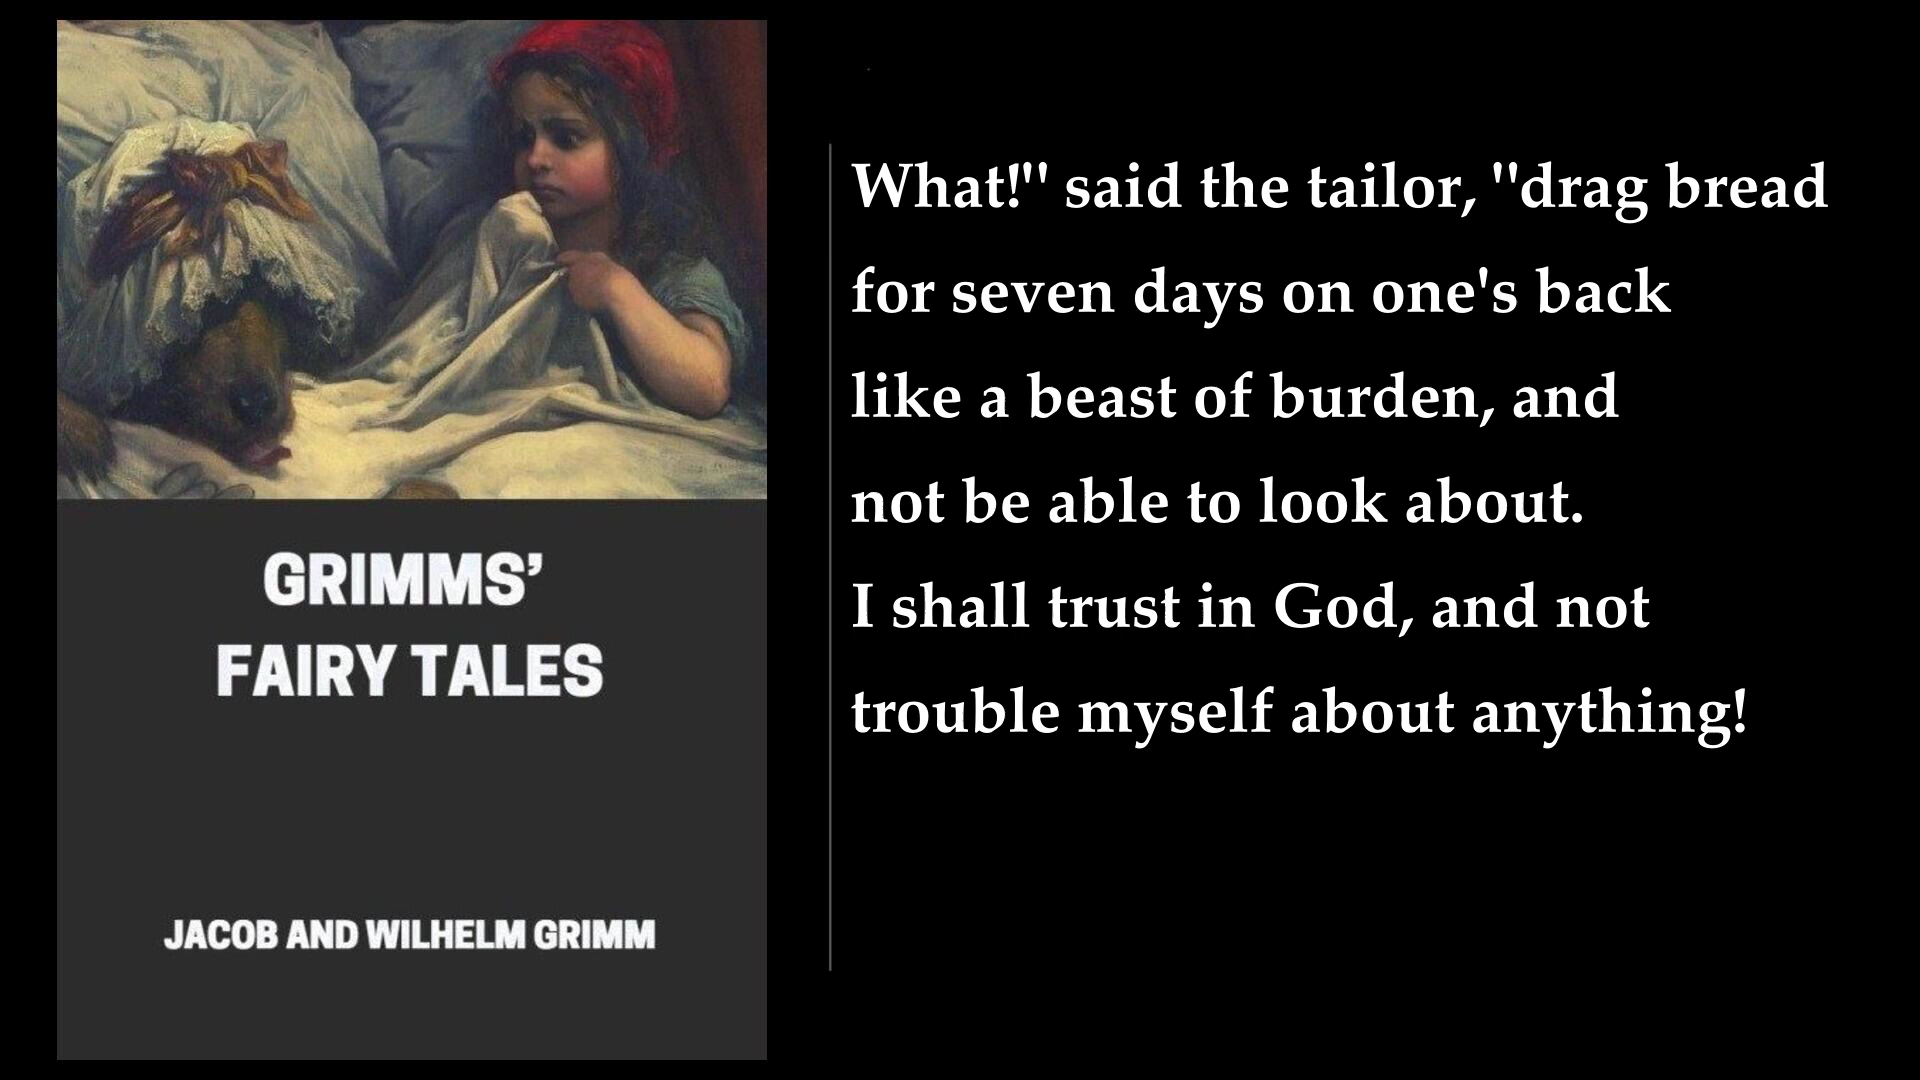 GRIMMS’
FAIRY TALES
JACOB AND WILHELM GRIMM
What!" said the tailor, "drag bread
for seven days on one's back
like a beast of burden, and
not be able to look about.
I shall trust in God, and not
trouble myself about anything!